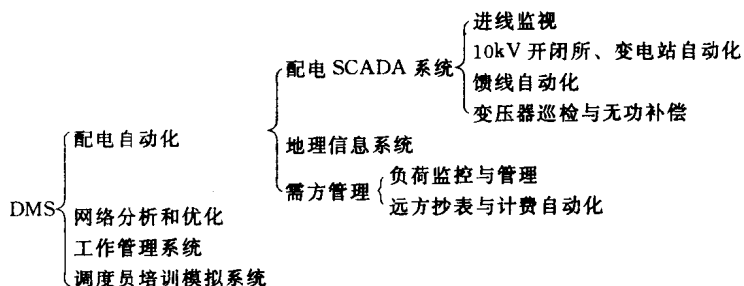 进线监视
10kV 开闭所、变电站自动化
配电 SCADA 系统
馈线自动化
变压器巡检与无功补偿
配电自动化
地理信息系统
负荷监控与管理
需方管理
远方抄表与计费自动化
DMS
网络分析和优化
工作管理系统
调度员培训模拟系统